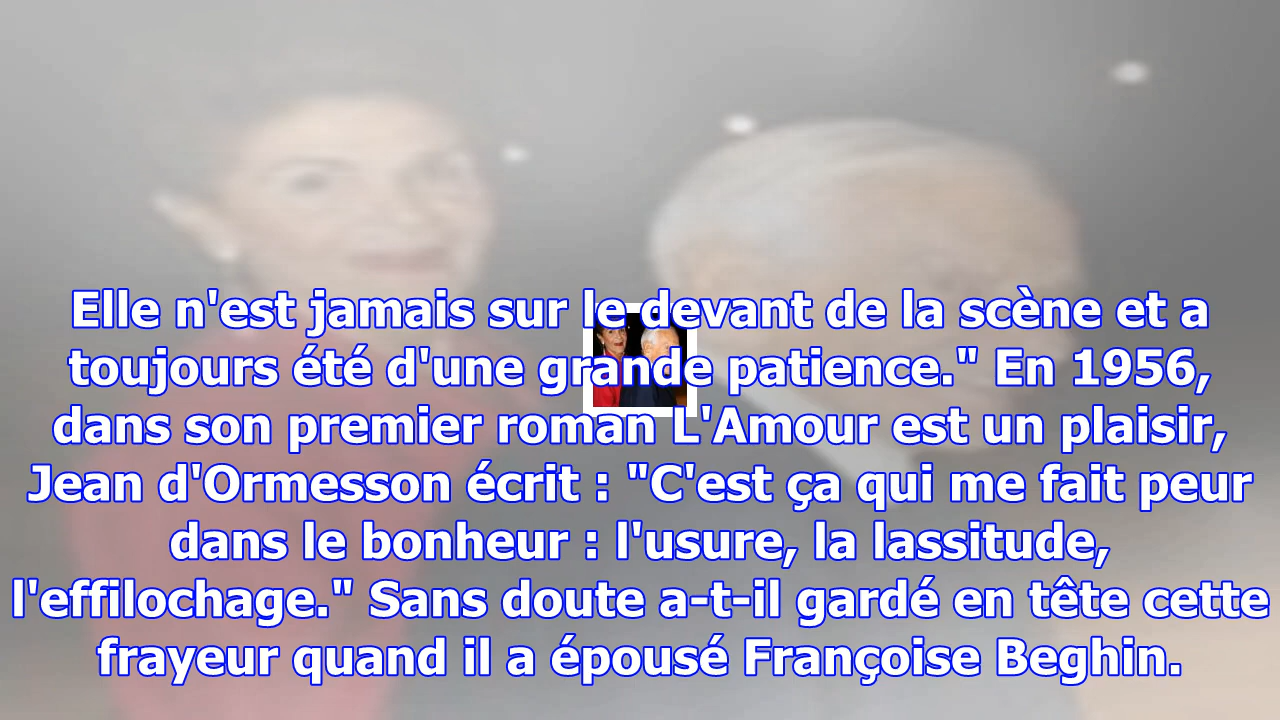 Elle n'est jamais sur le devant de la scène et a
toujours été d'une grande patience." En 1956,
dans son premier roman L'Amour est un plaisir,
Jean d'Ormesson écrit : "C'est ça qui me fait peur
dans le bonheur : l'usure, la lassitude,
l'effilochage." Sans doute a-t-il gardé en tête cette
frayeur quand il a épousé Françoise Beghin.